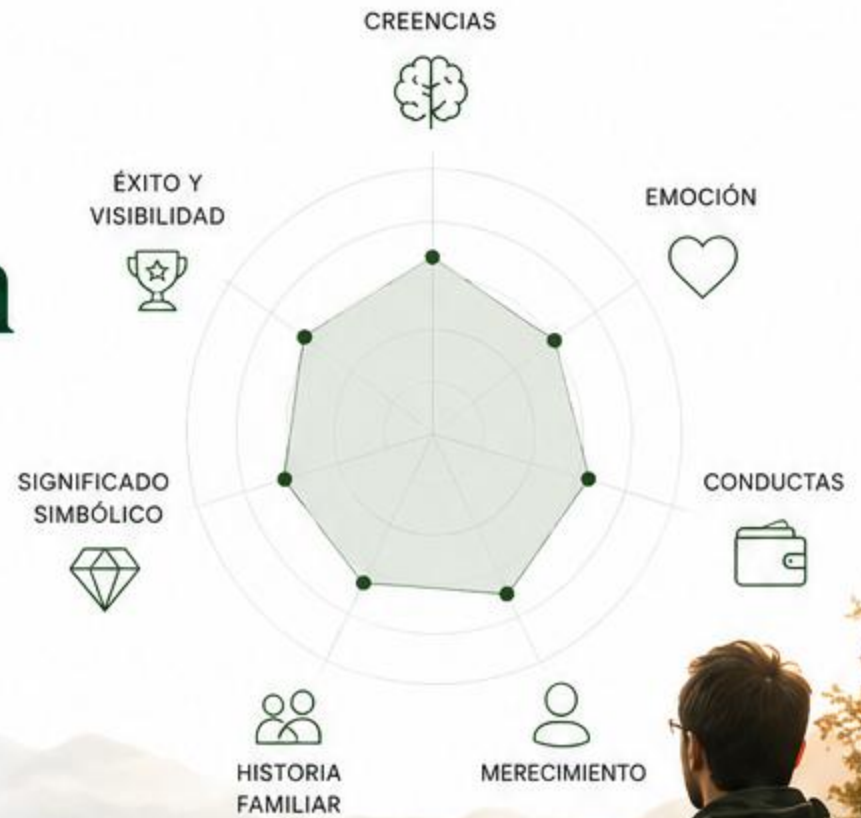 CREENCIAS
ÉXITO Y
VISIBILIDAD
EMOCIÓN
SIGNIFICADO
SIMBÓLICO
CONDUCTAS
HISTORIA
FAMILIAR
MERECIMIENTO